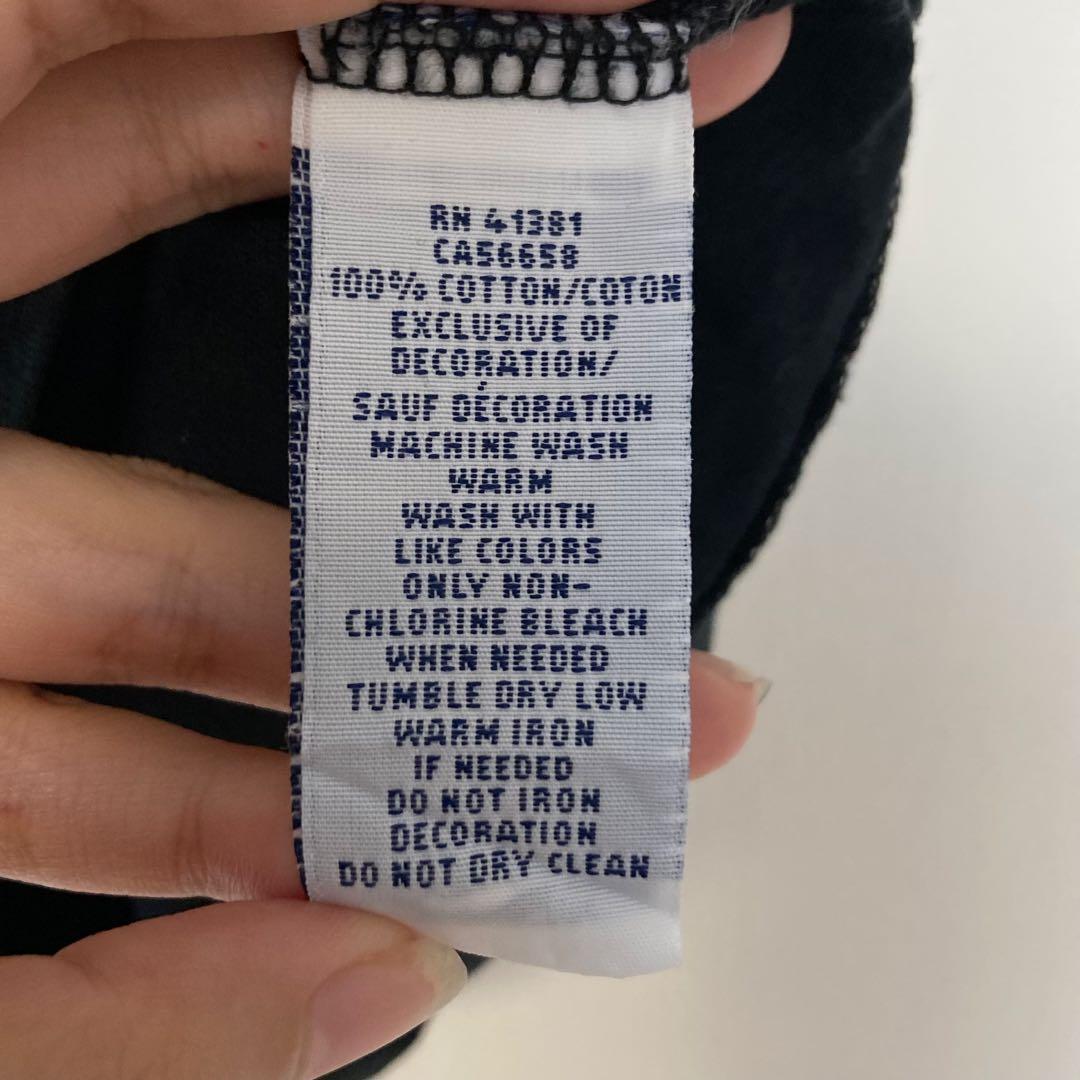 RN 41381
CA56658
100% COTTON/COTON
EXCLUSIVE OF
DECORATION/
SAUF DÉCORATION
MACHINE WASH
WARM
WASH WITH
LIKE COLORS
ONLY NON-
CHLORINE BLEACH
WHEN NEEDED
TUMBLE DRY LOW
WARM IRON
IF NEEDED
DO NOT IRON
DECORATION
DO NOT DRY CLEAN